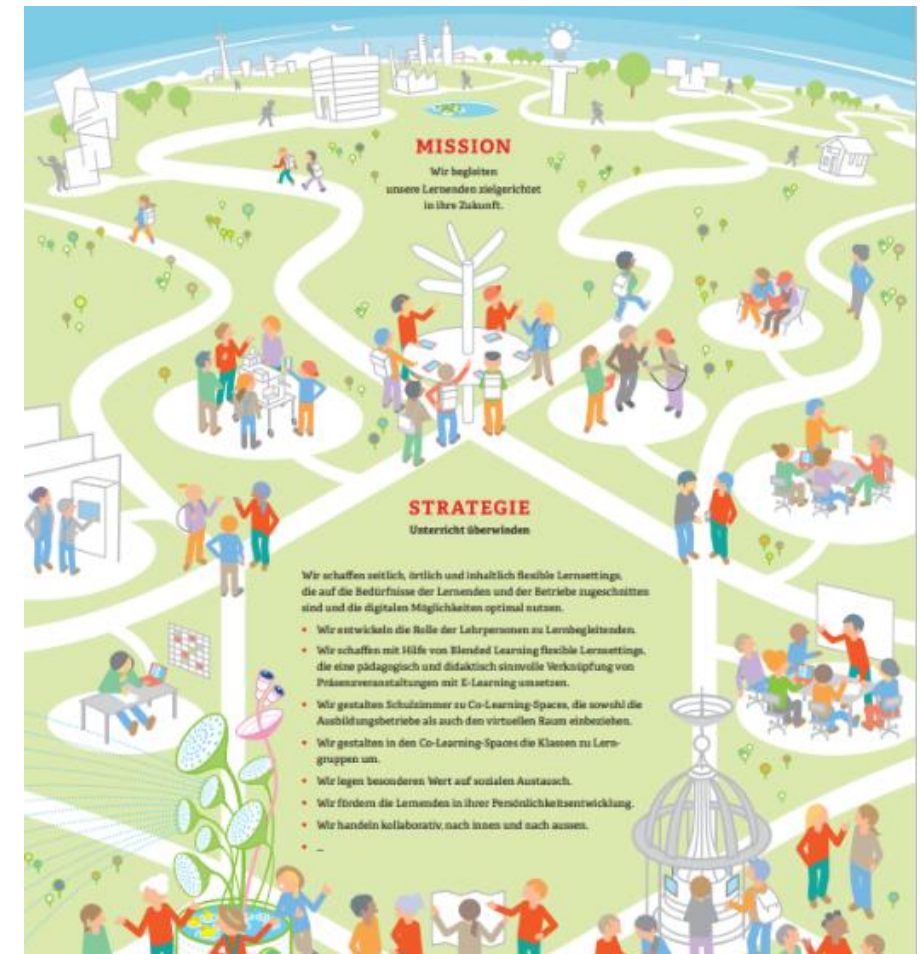 MISSION
Wir begleiten
unsere Lernenden zielgerichtet
in ihre Zukunft.
STRATEGIE
Unterricht überwinden
Wir schaffen zeitlich, örtlich und inhaltlich flexible Lernsettings,
die auf die Bedürfnisse der Lernenden und der Betriebe zugeschnitten
sind und die digitalen Möglichkeiten optimal nutzen.
• Wir entwickeln die Rolle der Lehrpersonen zu Lernbegleitenden.
• Wir schaffen mit Hilfe von Blended Learning flexible Lernsettings,
die eine pädagogisch und didaktisch sinnvolle Verknüpfung von
Präsenzveranstaltungen mit E-Learning umsetzen.
• Wir gestalten Schulzimmer zu Co-Learning-Spaces, die sowohl die
Ausbildungsbetriebe als auch den virtuellen Raum einbeziehen.
• Wir gestalten in den Co-Learning-Spaces die Klassen zu Lern-
gruppen um.
• Wir legen besonderen Wert auf sozialen Austausch.
• Wir fördern die Lernenden in ihrer Persönlichkeitsentwicklung.
• Wir handeln kollaborativ, nach innen und nach aussen.
• ...